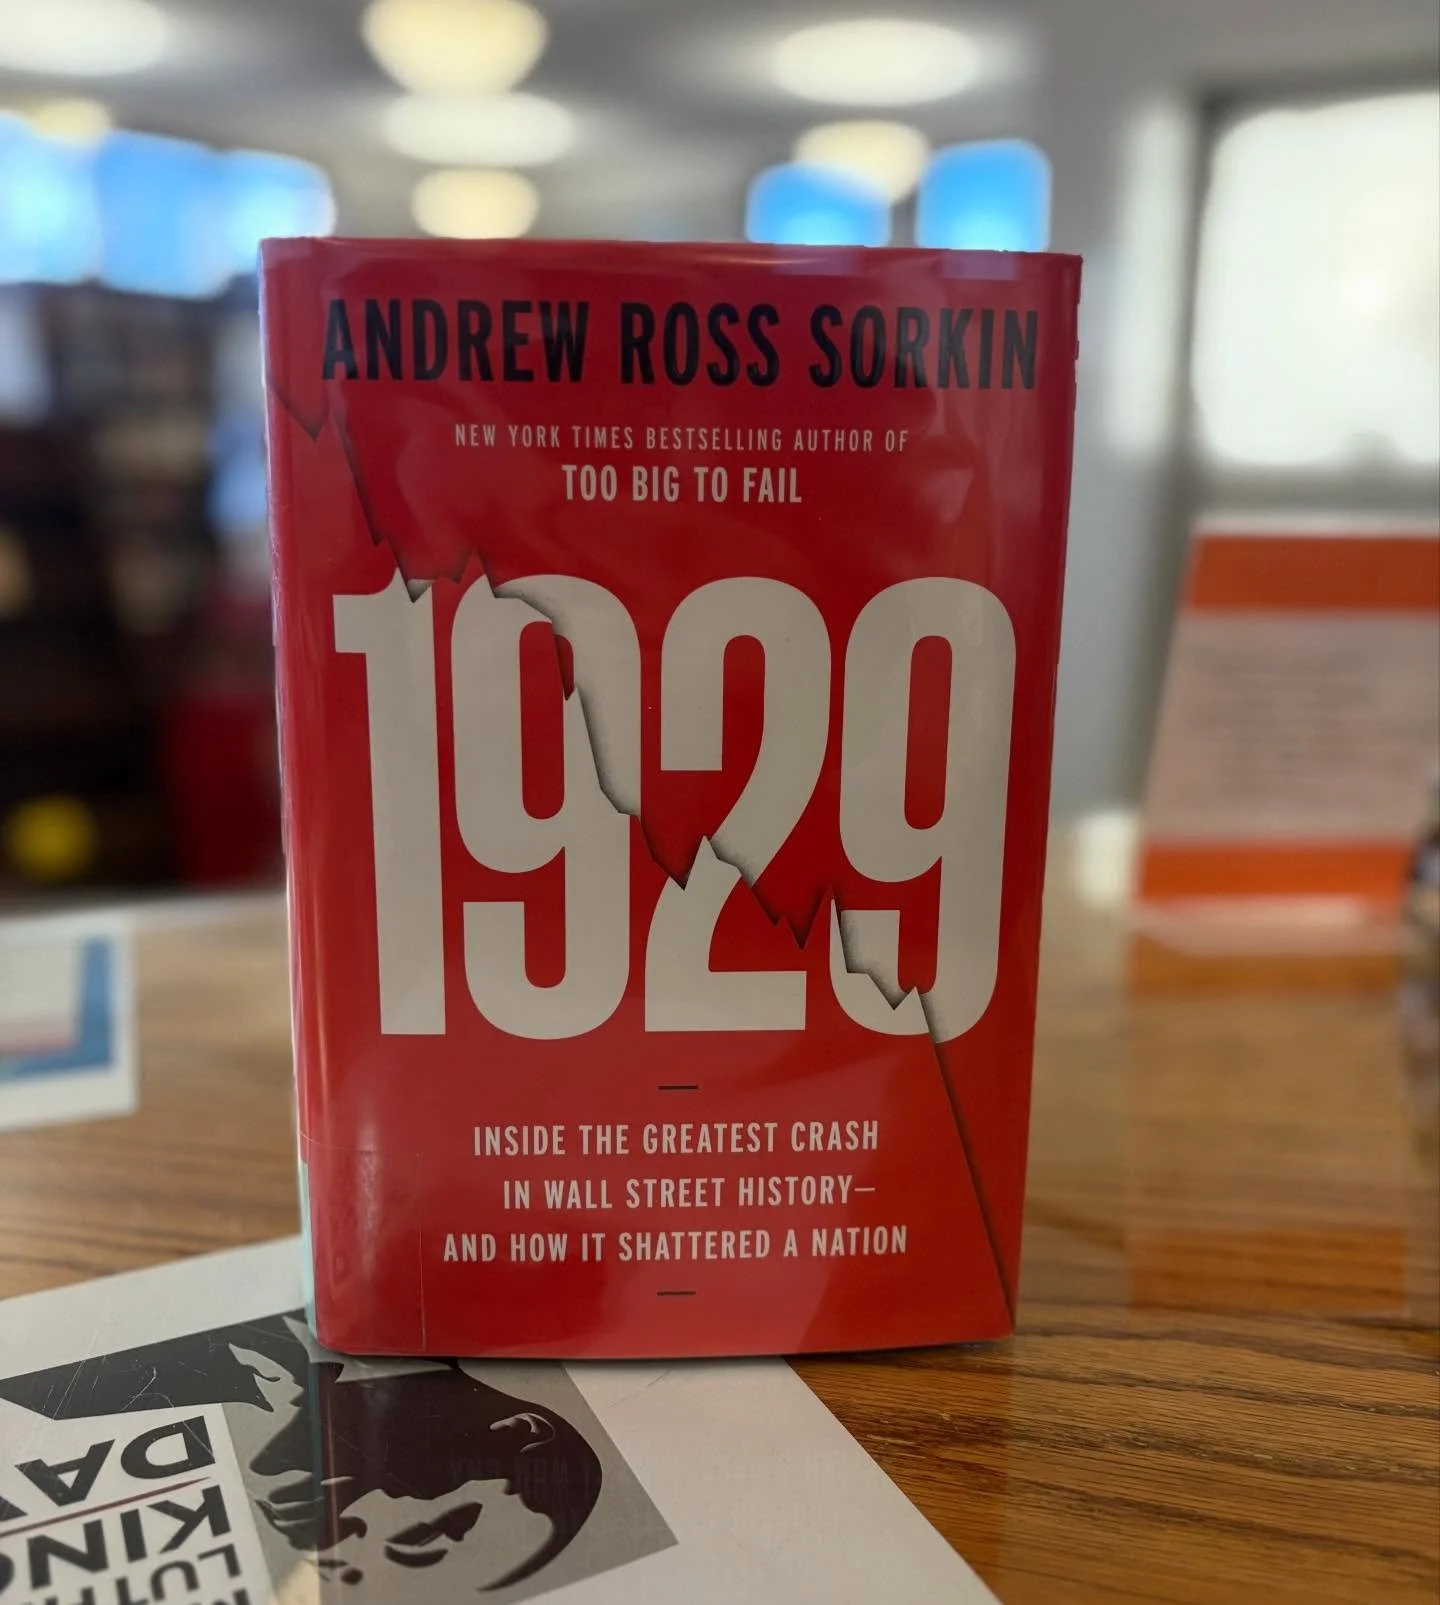 ANDREW ROSS SORKIN
NEW YORK TIMES BESTSELLING AUTHOR OF
TOO BIG TO FAIL
1929
INSIDE THE GREATEST CRASH
IN WALL STREET HISTORY—
AND HOW IT SHATTERED A NATION
KING